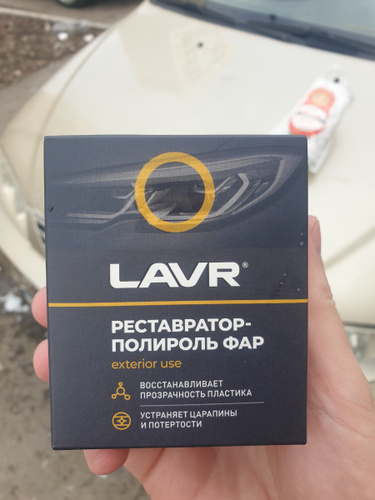 LAVR®
РЕСТАВРАТОР-
ПОЛИРОЛЬ ФАР
exterior use
ВОССТАНАВЛИВАЕТ
ПРОЗРАЧНОСТЬ ПЛАСТИКА
УСТРАНЯЕТ ЦАРАПИНЫ
И ПОТЕРТОСТИ